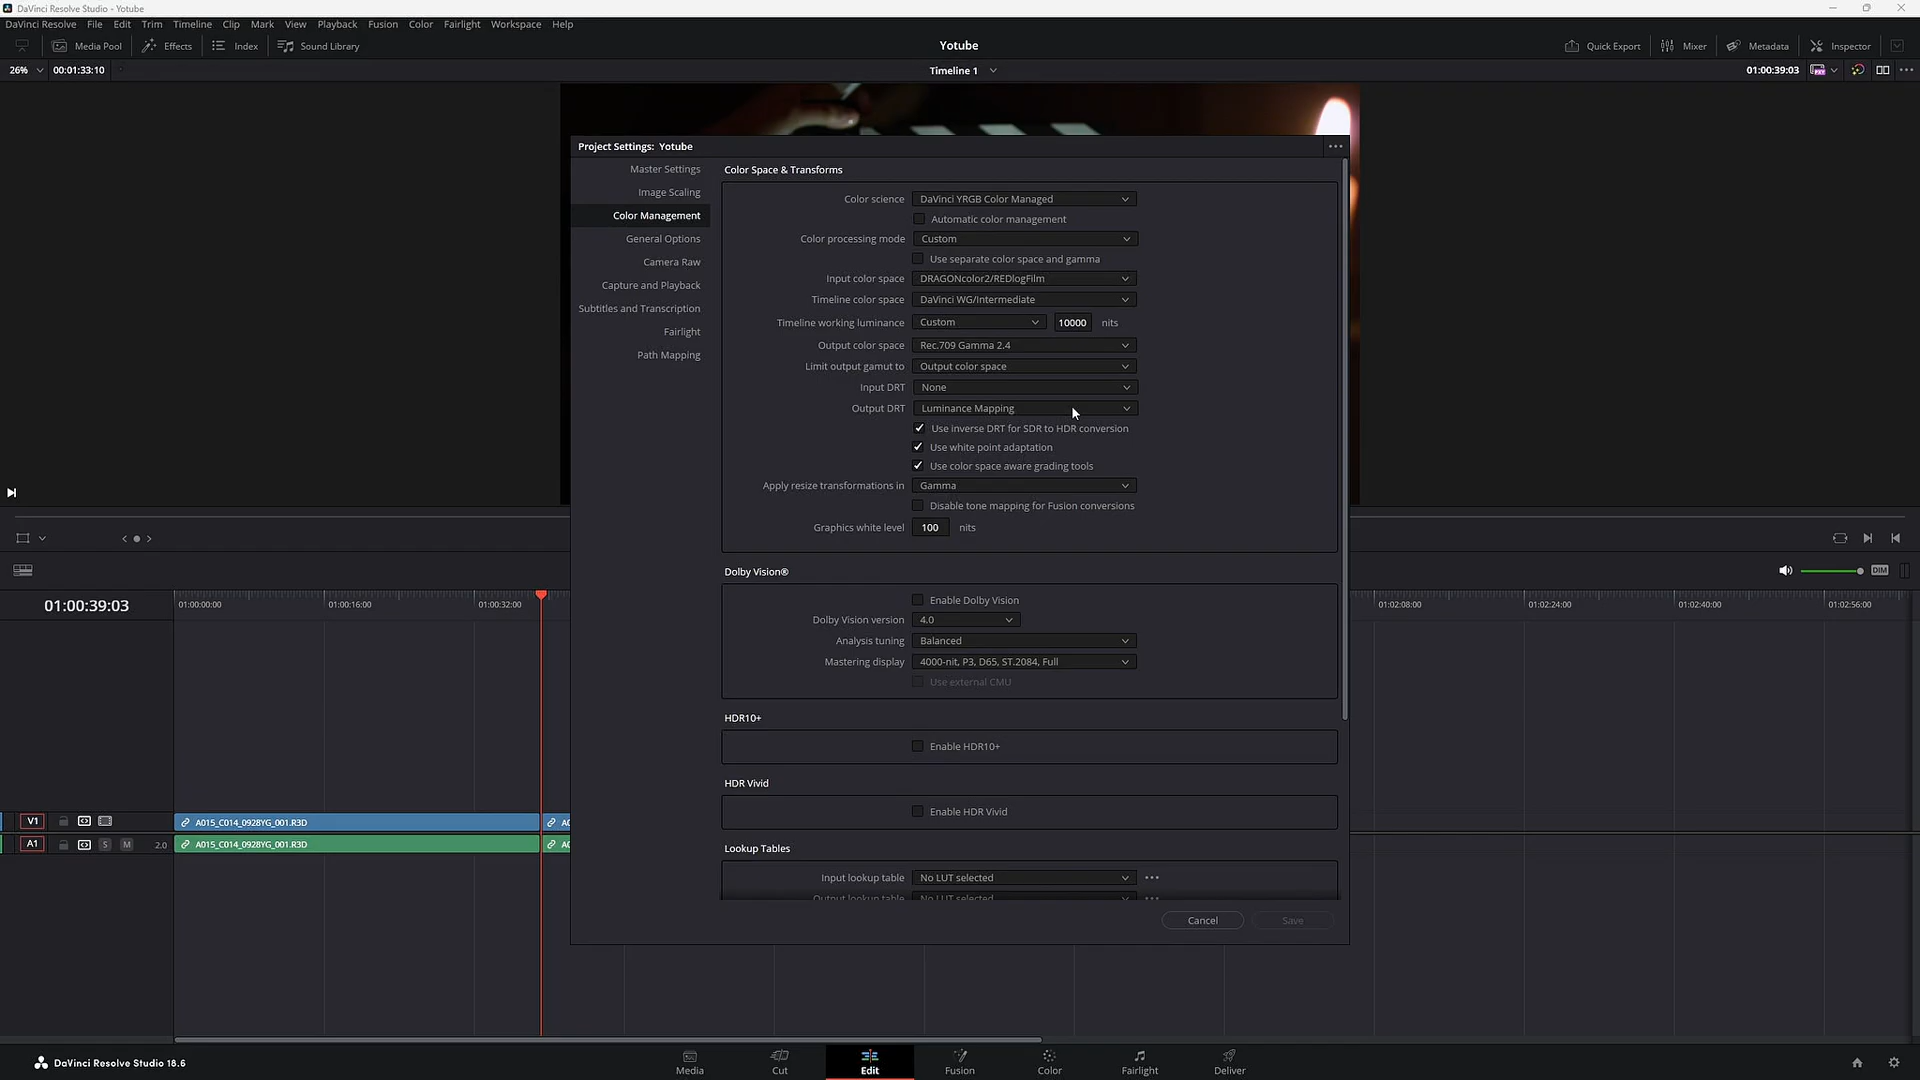 DaVinci Resolve Studio - Yotube
DaVinci Resolve File Edit Trim Timeline Clip Mark View Playback Fusion Color Fairlight Workspace Help
Media Pool Effects Index Sound Library Yotube Quick Export Mixer Metadata Inspector
26% 00:01:33:10 Timeline 1 01:00:39:03
Project Settings: Yotube
Master Settings
Image Scaling
Color Management
General Options
Camera Raw
Capture and Playback
Subtitles and Transcription
Fairlight
Path Mapping
Color Space & Transforms
Color science DaVinci YRGB Color Managed
Automatic color management
Color processing mode Custom
Use separate color space and gamma
Input color space DRAGONcolor2/REDlogFilm
Timeline color space DaVinci WG/Intermediate
Timeline working luminance Custom 10000 nits
Output color space Rec.709 Gamma 2.4
Limit output gamut to Output color space
Input DRT None
Output DRT Luminance Mapping
Use inverse DRT for SDR to HDR conversion
Use white point adaptation
Use color space aware grading tools
Apply resize transformations in Gamma
Disable tone mapping for Fusion conversions
Graphics white level 100 nits
Dolby Vision®
Enable Dolby Vision
Dolby Vision version 4.0
Analysis tuning Balanced
Mastering display 4000-nit, P3, D65, ST.2084, Full
Use external CMU
HDR10+
Enable HDR10+
HDR Vivid
Enable HDR Vivid
Lookup Tables
Input lookup table No LUT selected
Output lookup table No LUT selected
Cancel Save
DIM
01:00:39:03 01:00:00:00 01:00:16:00 01:00:32:00 01:02:08:00 01:02:24:00 01:02:40:00 01:02:56:00
V1 A015_C014_0928YG_001.R3D A0
A1 S M 2.0 A015_C014_0928YG_001.R3D A0
DaVinci Resolve Studio 18.6 Media Cut Edit Fusion Color Fairlight Deliver